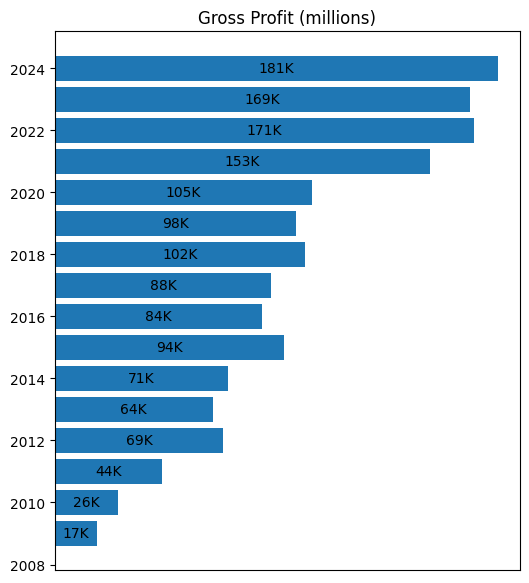 Gross Profit (millions)
2024 181K
169K
2022 171K
153K
2020 105K
98K
2018 102K
88K
2016 84K
94K
2014 71K
64K
2012 69K
44K
2010 26K
17K
2008